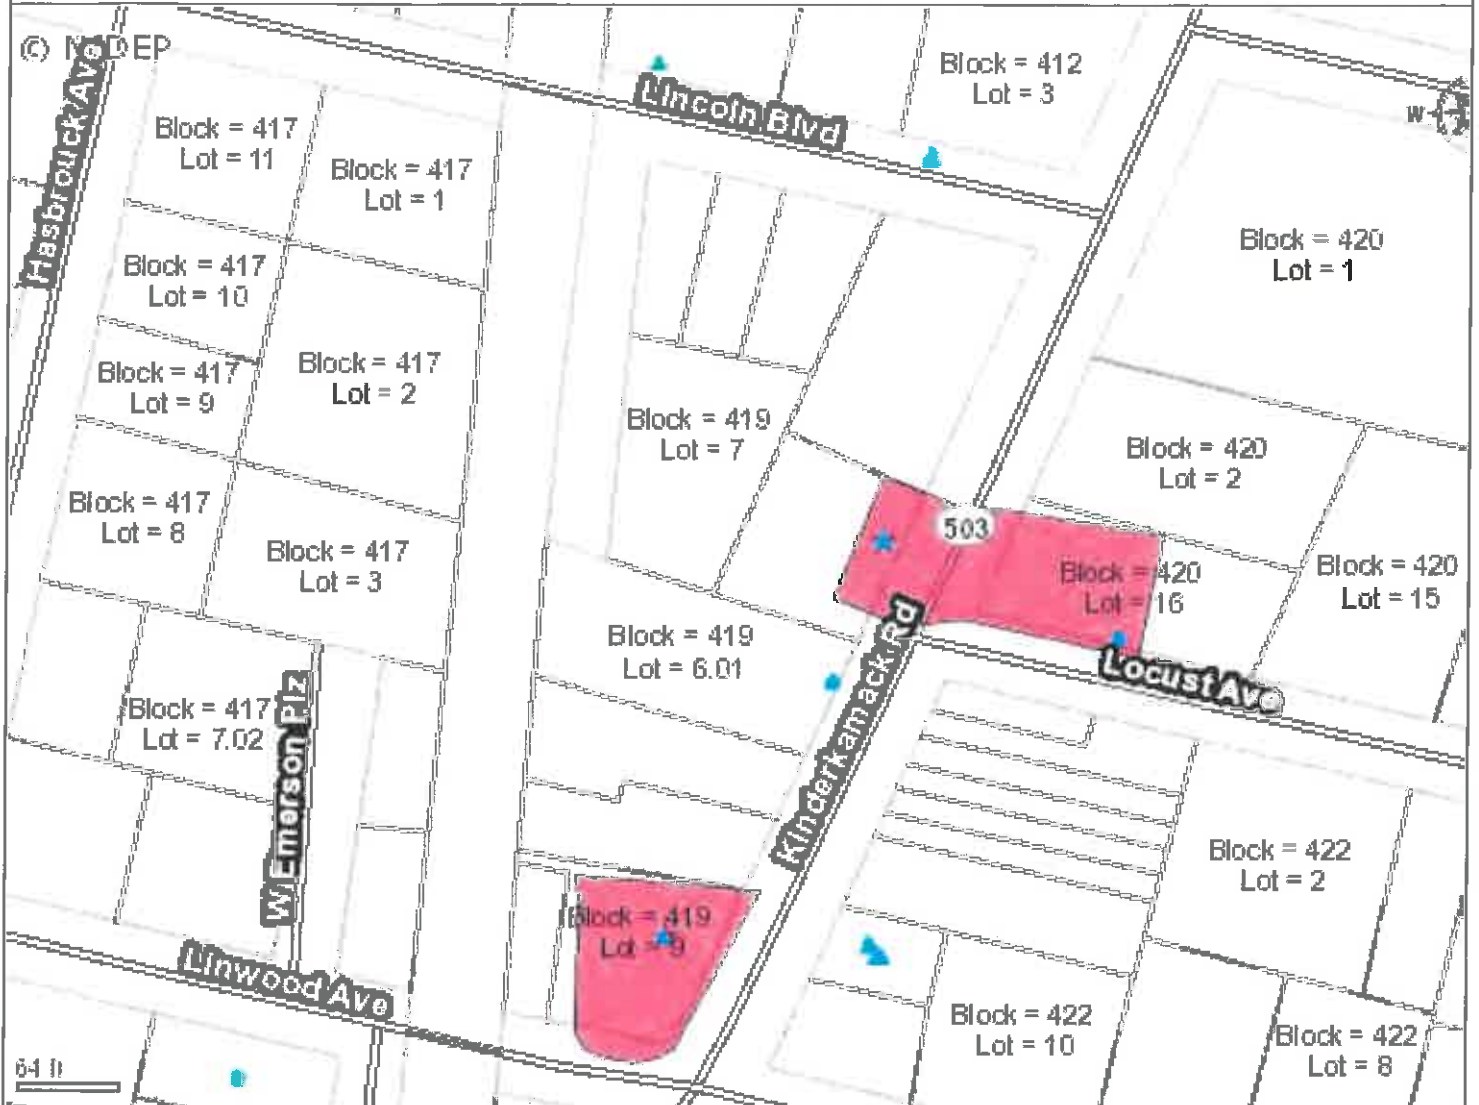 © NJDEP
Hasbrouck Ave
Lincoln Blvd
Block = 412
Lot = 3
W
Block = 417
Lot = 11
Block = 417
Lot = 1
Block = 420
Lot = 1
Block = 417
Lot = 10
Block = 417
Lot = 9
Block = 417
Lot = 2
Block = 419
Lot = 7
Block = 420
Lot = 2
Block = 417
Lot = 8
Block = 417
Lot = 3
503
Block = 420
Lot = 16
Block = 420
Lot = 15
Block = 419
Lot = 6.01
Kinderkamack Rd
Locust Ave
Block = 417
Lot = 7.02
W Emerson Plz
Block = 422
Lot = 2
Block = 419
Lot = 9
Linwood Ave
Block = 422
Lot = 10
Block = 422
Lot = 8
64 ft